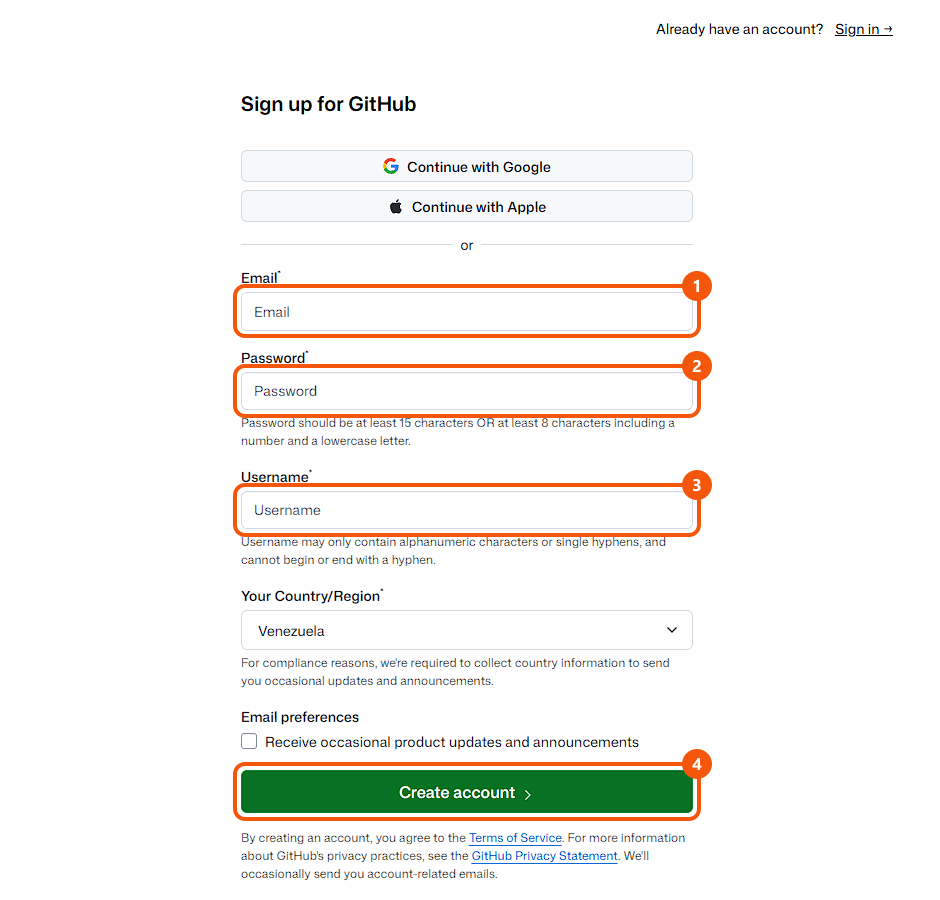 Already have an account? Sign in →
Sign up for GitHub
Continue with Google
Continue with Apple
or
Email*
1
Email
Password*
2
Password
Password should be at least 15 characters OR at least 8 characters including a
number and a lowercase letter.
Username*
3
Username
Username may only contain alphanumeric characters or single hyphens, and
cannot begin or end with a hyphen.
Your Country/Region*
Venezuela
For compliance reasons, we're required to collect country information to send
you occasional updates and announcements.
Email preferences
Receive occasional product updates and announcements
4
Create account >
By creating an account, you agree to the Terms of Service. For more information
about GitHub's privacy practices, see the GitHub Privacy Statement. We'll
occasionally send you account-related emails.